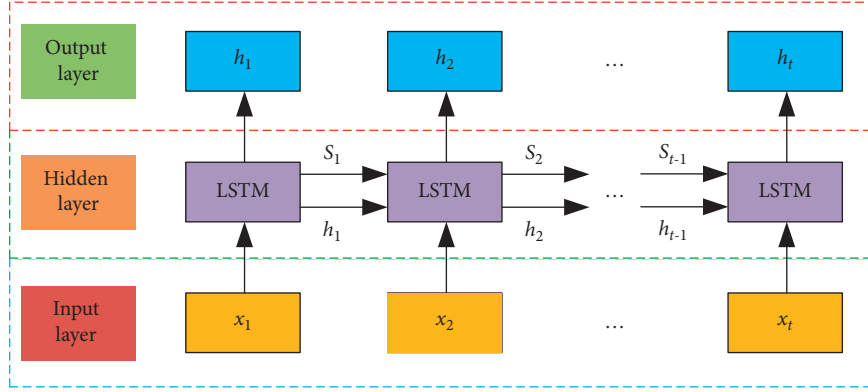 Output
layer
h1
h2
...
ht
Hidden
layer
LSTM
S1
h1
LSTM
S2
h2
...
St-1
ht-1
LSTM
Input
layer
x1
x2
...
xt